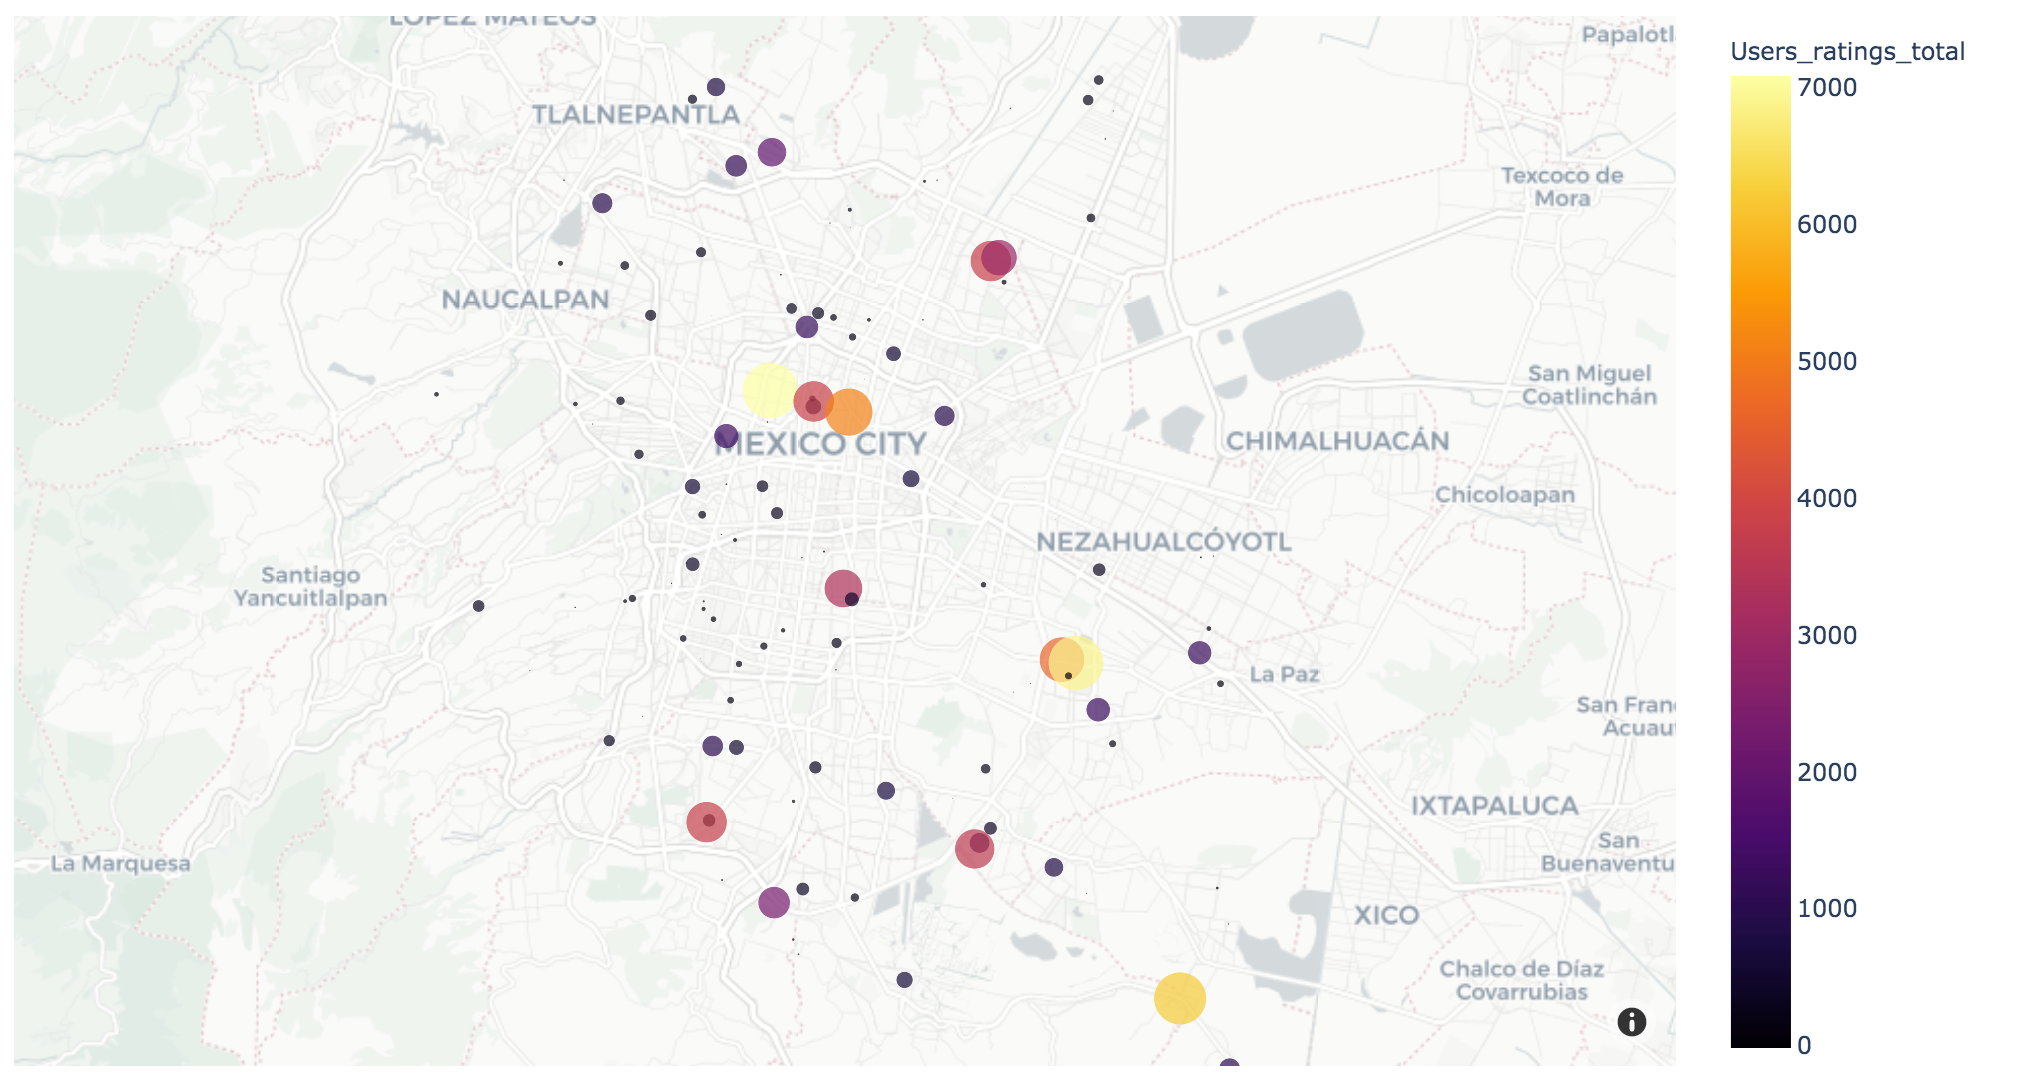 LÓPEZ MATEOS
Papalotl
TLALNEPANTLA
Texcoco de
Mora
NAUCALPAN
San Miguel
Coatlinchán
MEXICO CITY
CHIMALHUACÁN
Chicoloapan
NEZAHUALCÓYOTL
Santiago
Yancuitlalpan
La Paz
San Fran
Acuaut
IXTAPALUCA
San
Buenaventu
La Marquesa
XICO
Chalco de Díaz
Covarrubias
Users_ratings_total
7000
6000
5000
4000
3000
2000
1000
0